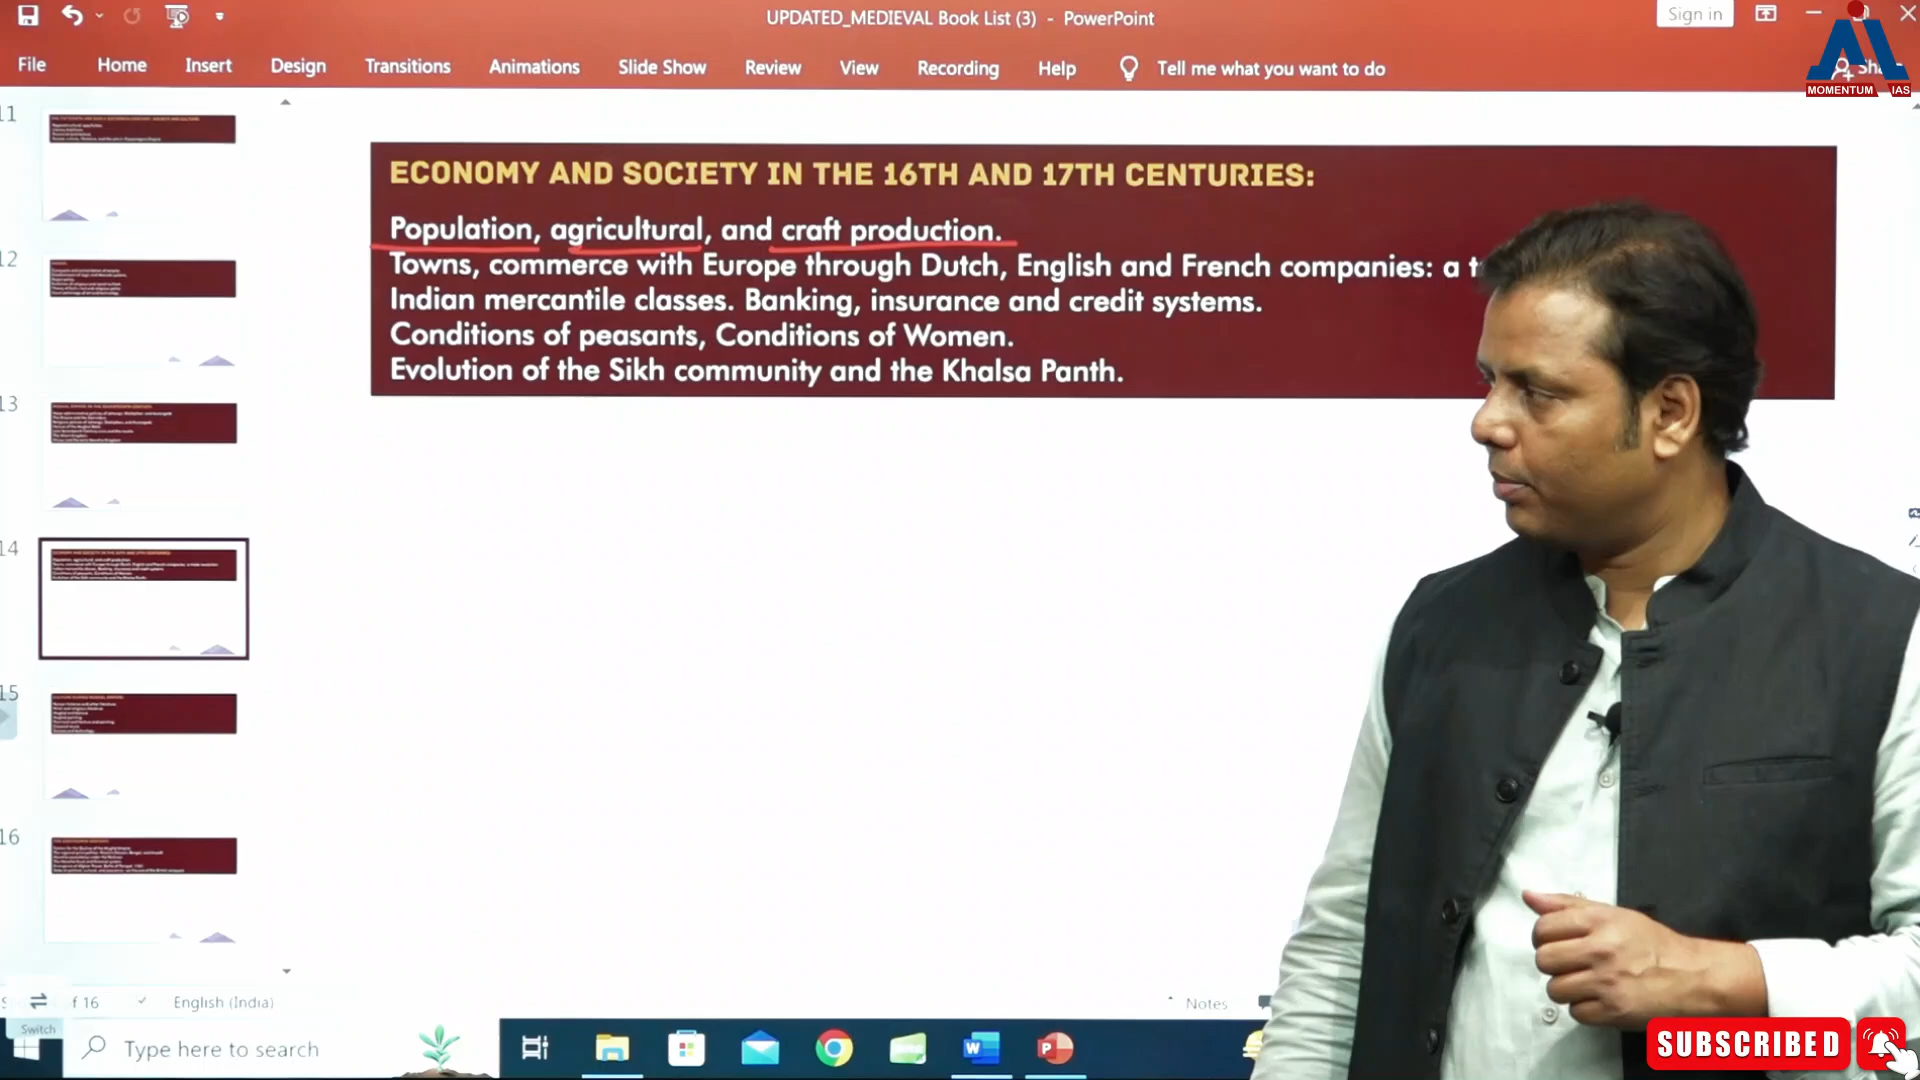 UPDATED_MEDIEVAL Book List (3) - PowerPoint
Sign in
File Home Insert Design Transitions Animations Slide Show Review View Recording Help Tell me what you want to do
MOMENTUM IAS
11
12
13
14
15
16
ECONOMY AND SOCIETY IN THE 16TH AND 17TH CENTURIES:
Population, agricultural, and craft production.
Towns, commerce with Europe through Dutch, English and French companies: a
Indian mercantile classes. Banking, insurance and credit systems.
Conditions of peasants, Conditions of Women.
Evolution of the Sikh community and the Khalsa Panth.
of 16 English (India)
Notes
Switch
Type here to search
SUBSCRIBED